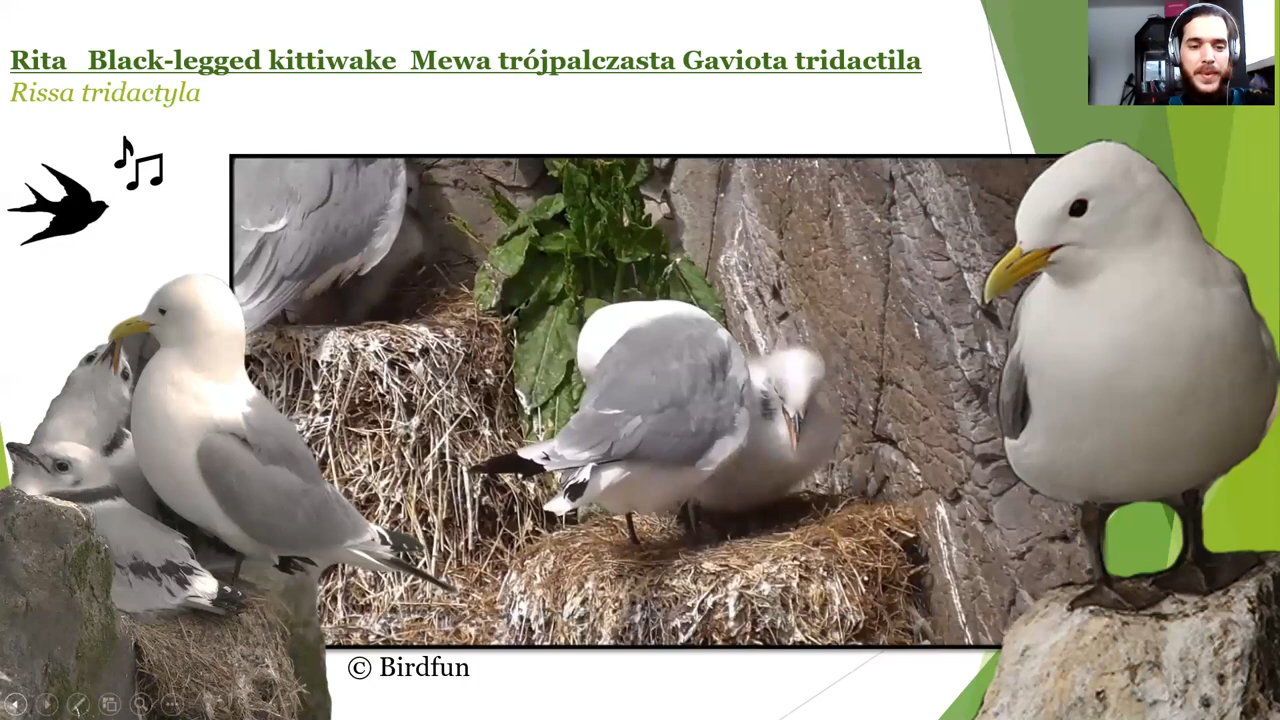 Rita Black-legged kittiwake Mewa trójpalczasta Gaviota tridactila
Rissa tridactyla
© Birdfun